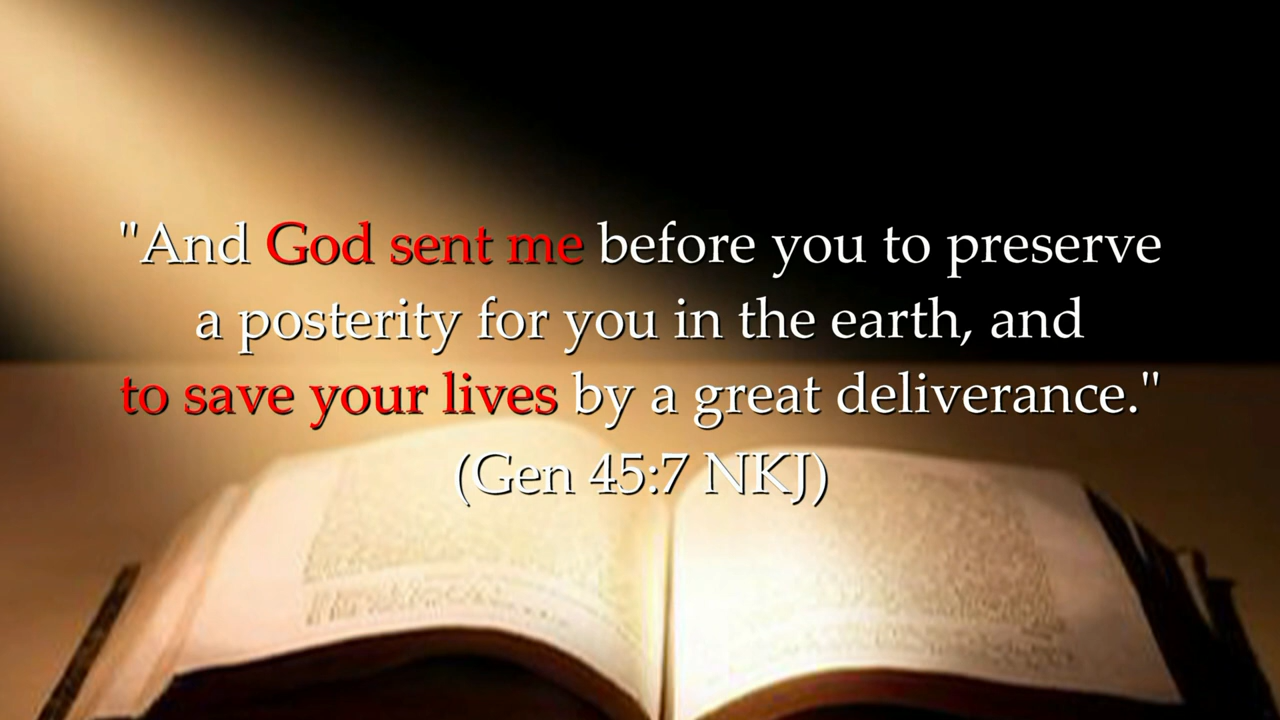 "And God sent me before you to preserve
a posterity for you in the earth, and
to save your lives by a great deliverance."
(Gen 45:7 NKJ)